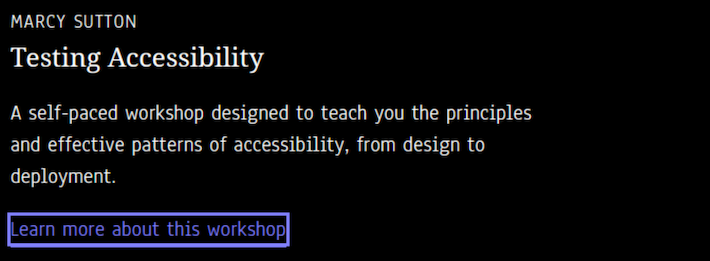 MARCY SUTTON
Testing Accessibility
A self-paced workshop designed to teach you the principles
and effective patterns of accessibility, from design to
deployment.
Learn more about this workshop